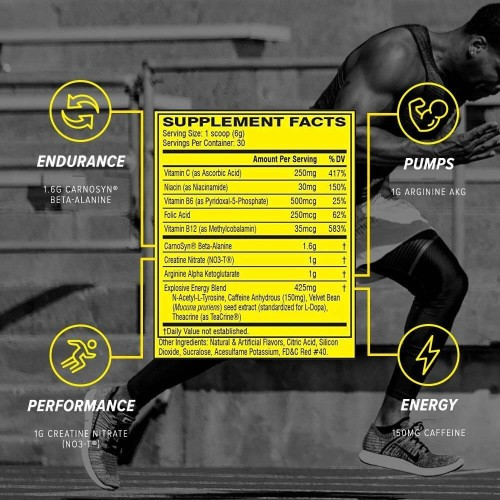 SUPPLEMENT FACTS
Serving Size: 1 scoop (6g)
Servings Per Container: 30
Amount Per Serving % DV
Vitamin C (as Ascorbic Acid) 250mg 417%
Niacin (as Niacinamide) 30mg 150%
Vitamin B6 (as Pyridoxal-5-Phosphate) 500mcg 25%
Folic Acid 250mcg 62%
Vitamin B12 (as Methylcobalamin) 35mcg 583%
CarnoSyn® Beta-Alanine 1.6g †
Creatine Nitrate (NO3-T®) 1g †
Arginine Alpha Ketoglutarate 1g †
Explosive Energy Blend 425mg †
N-Acetyl-L-Tyrosine, Caffeine Anhydrous (150mg), Velvet Bean
(Mucuna pruriens) seed extract (standardized for L-Dopa),
Theacrine (as TeaCrine®)
†Daily Value not established.
Other Ingredients: Natural & Artificial Flavors, Citric Acid, Silicon
Dioxide, Sucralose, Acesulfame Potassium, FD&C Red #40.
ENDURANCE
1.6G CARNOSYN®
BETA-ALANINE
PUMPS
1G ARGININE AKG
PERFORMANCE
1G CREATINE NITRATE
(NO3-T®)
ENERGY
150MG CAFFEINE